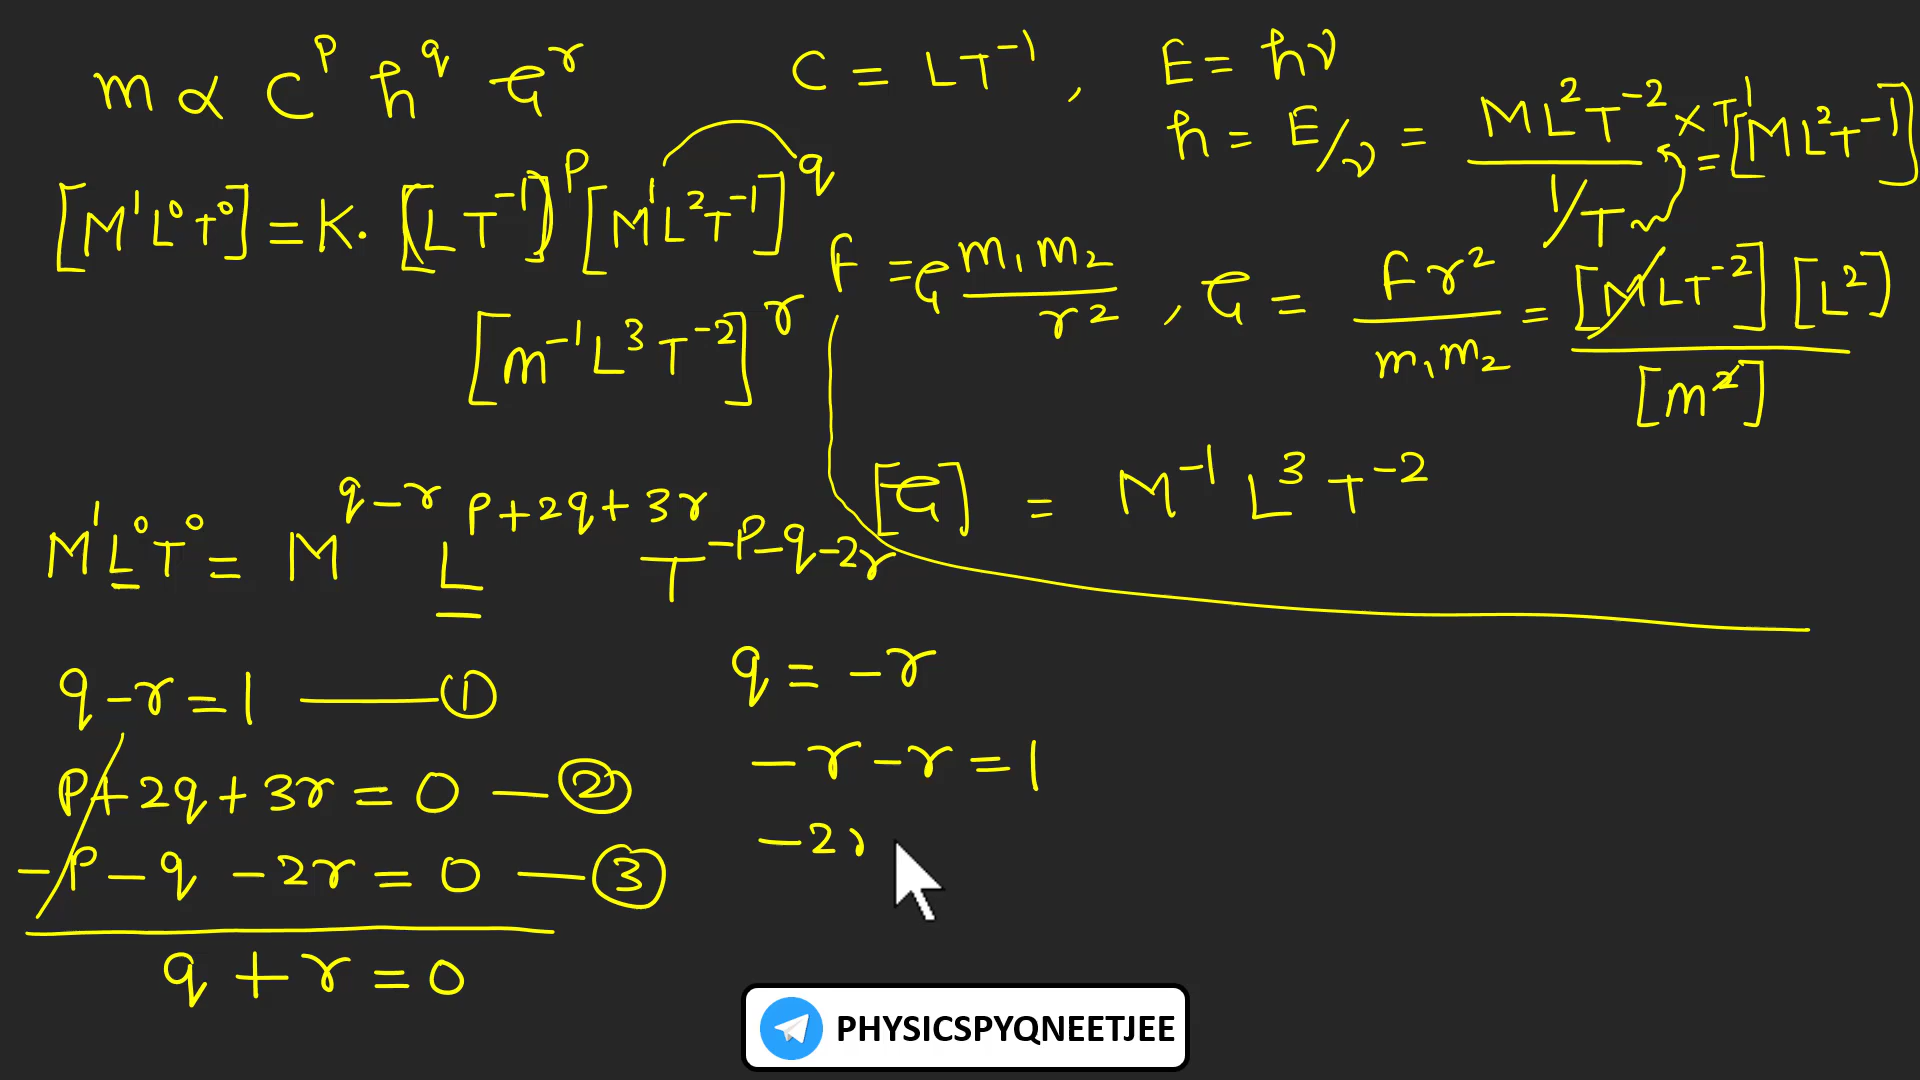 m ∝ C^p h^q G^r
C = LT^-1 ,
E = hν
h = E/ν = ML^2T^-2 / 1/T × T^1 = [ML^2T^-1]
[M^1L^0T^0] = K. [LT^-1]^p [M^1L^2T^-1]^q
[m^-1L^3T^-2]^r
F = G m1m2 / r^2 , G = Fr^2 / m1m2 = [MLT^-2] [L^2) / [m^2]
[G] = M^-1 L^3 T^-2
M^1L^0T^0 = M^q-r L^p+2q+3r T^-p-q-2r
q - r = 1 — ①
p + 2q + 3r = 0 — ②
-p - q - 2r = 0 — ③
q + r = 0
q = -r
-r - r = 1
-2
PHYSICSPYQNEETJEE